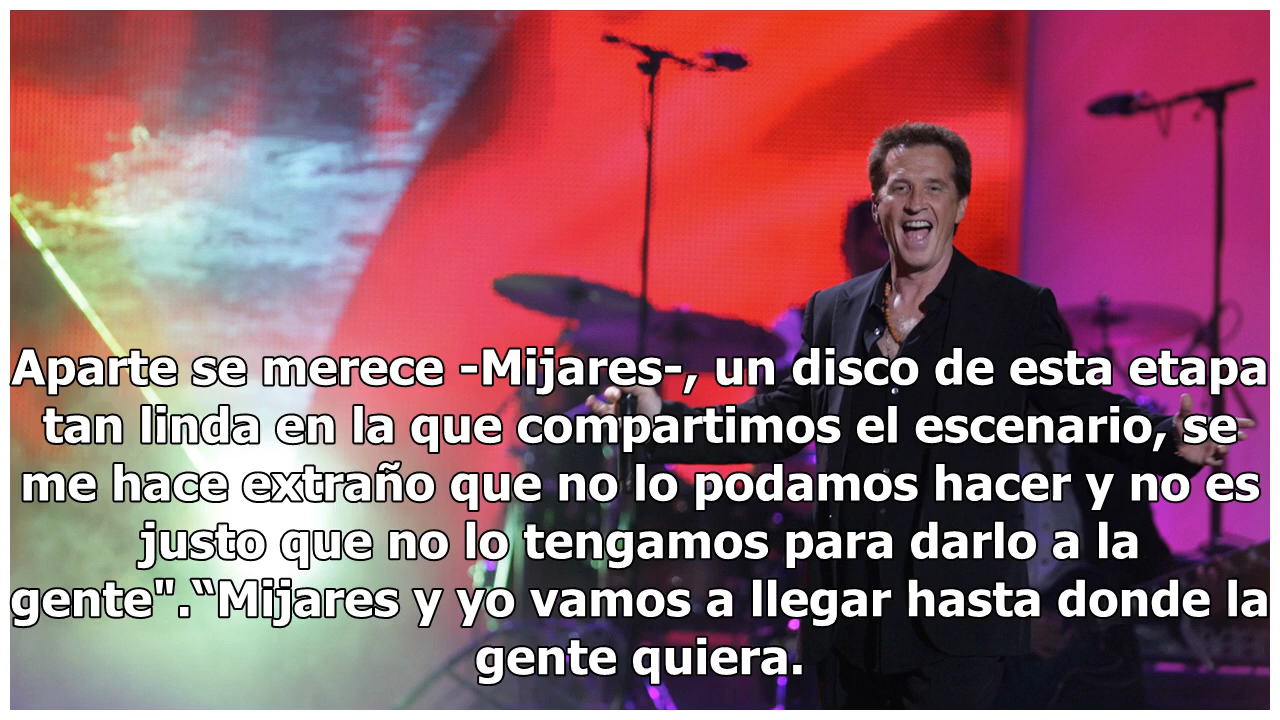 Aparte se merece -Mijares-, un disco de esta etapa
tan linda en la que compartimos el escenario, se
me hace extraño que no lo podamos hacer y no es
justo que no lo tengamos para darlo a la
gente".“Mijares y yo vamos a llegar hasta donde la
gente quiera.